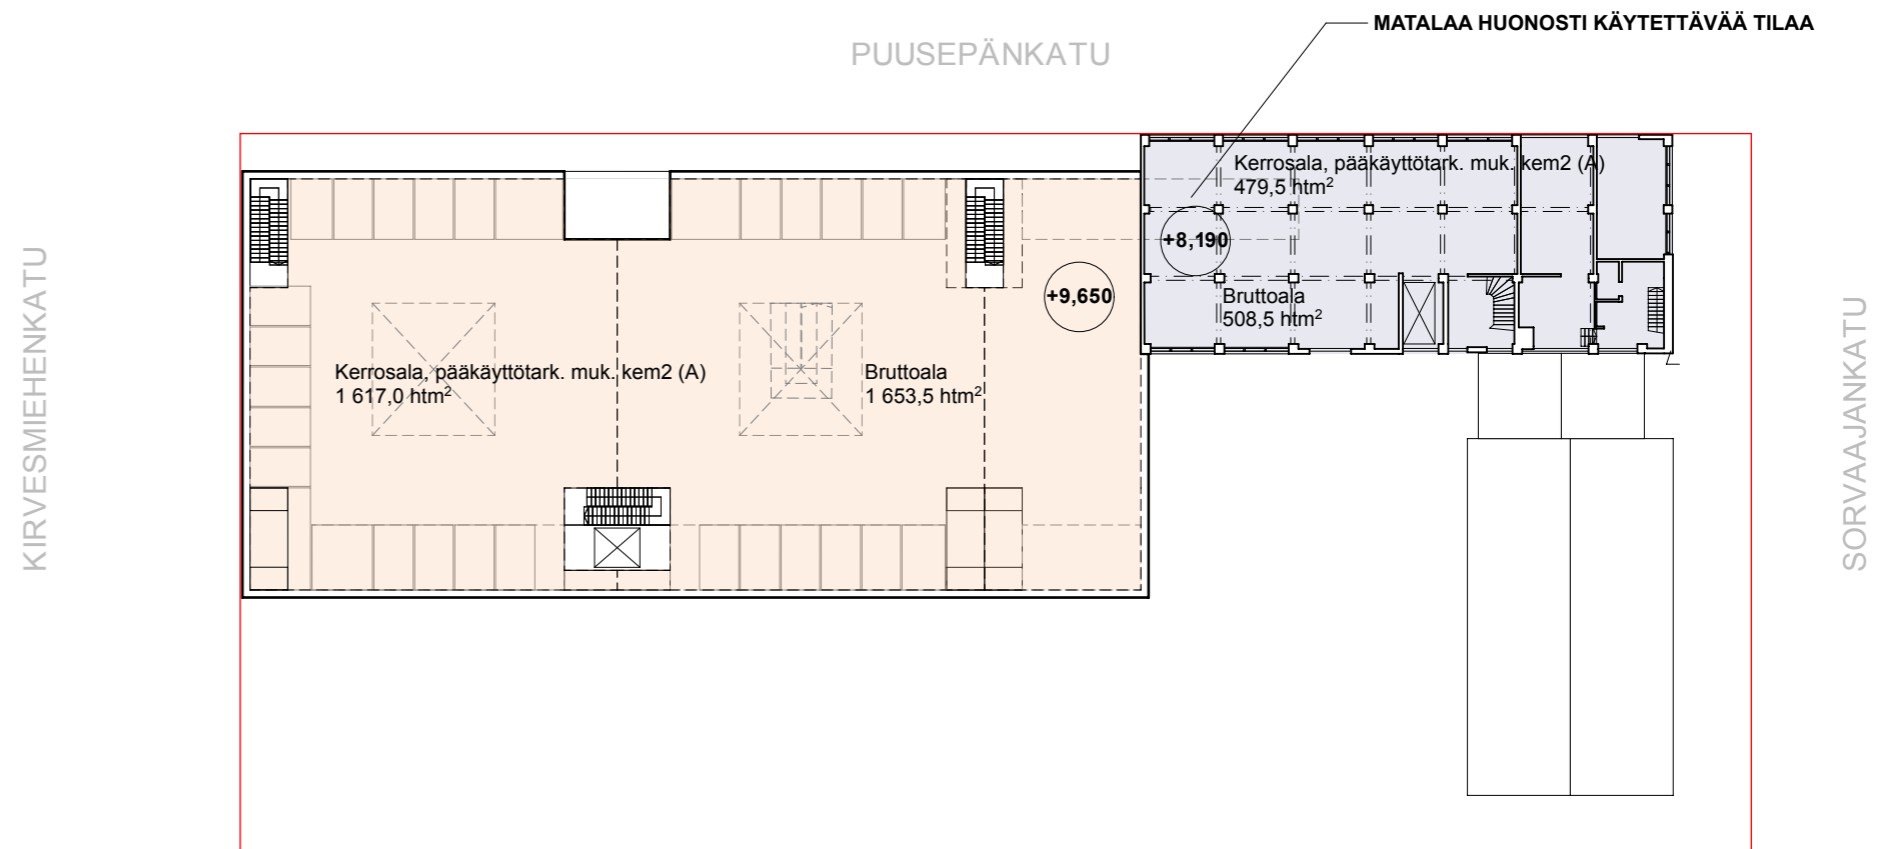 MATALAA HUONOSTI KÄYTETTÄVÄÄ TILAA
PUUSEPÄNKATU
Kerrosala, pääkäyttötark. muk. kem2 (A)
479,5 htm²
+8,190
+9,650
Bruttoala
508,5 htm²
Kerrosala, pääkäyttötark. muk. kem2 (A)
1 617,0 htm²
Bruttoala
1 653,5 htm²
KIRVESMIEHENKATU
SORVAAJANKATU